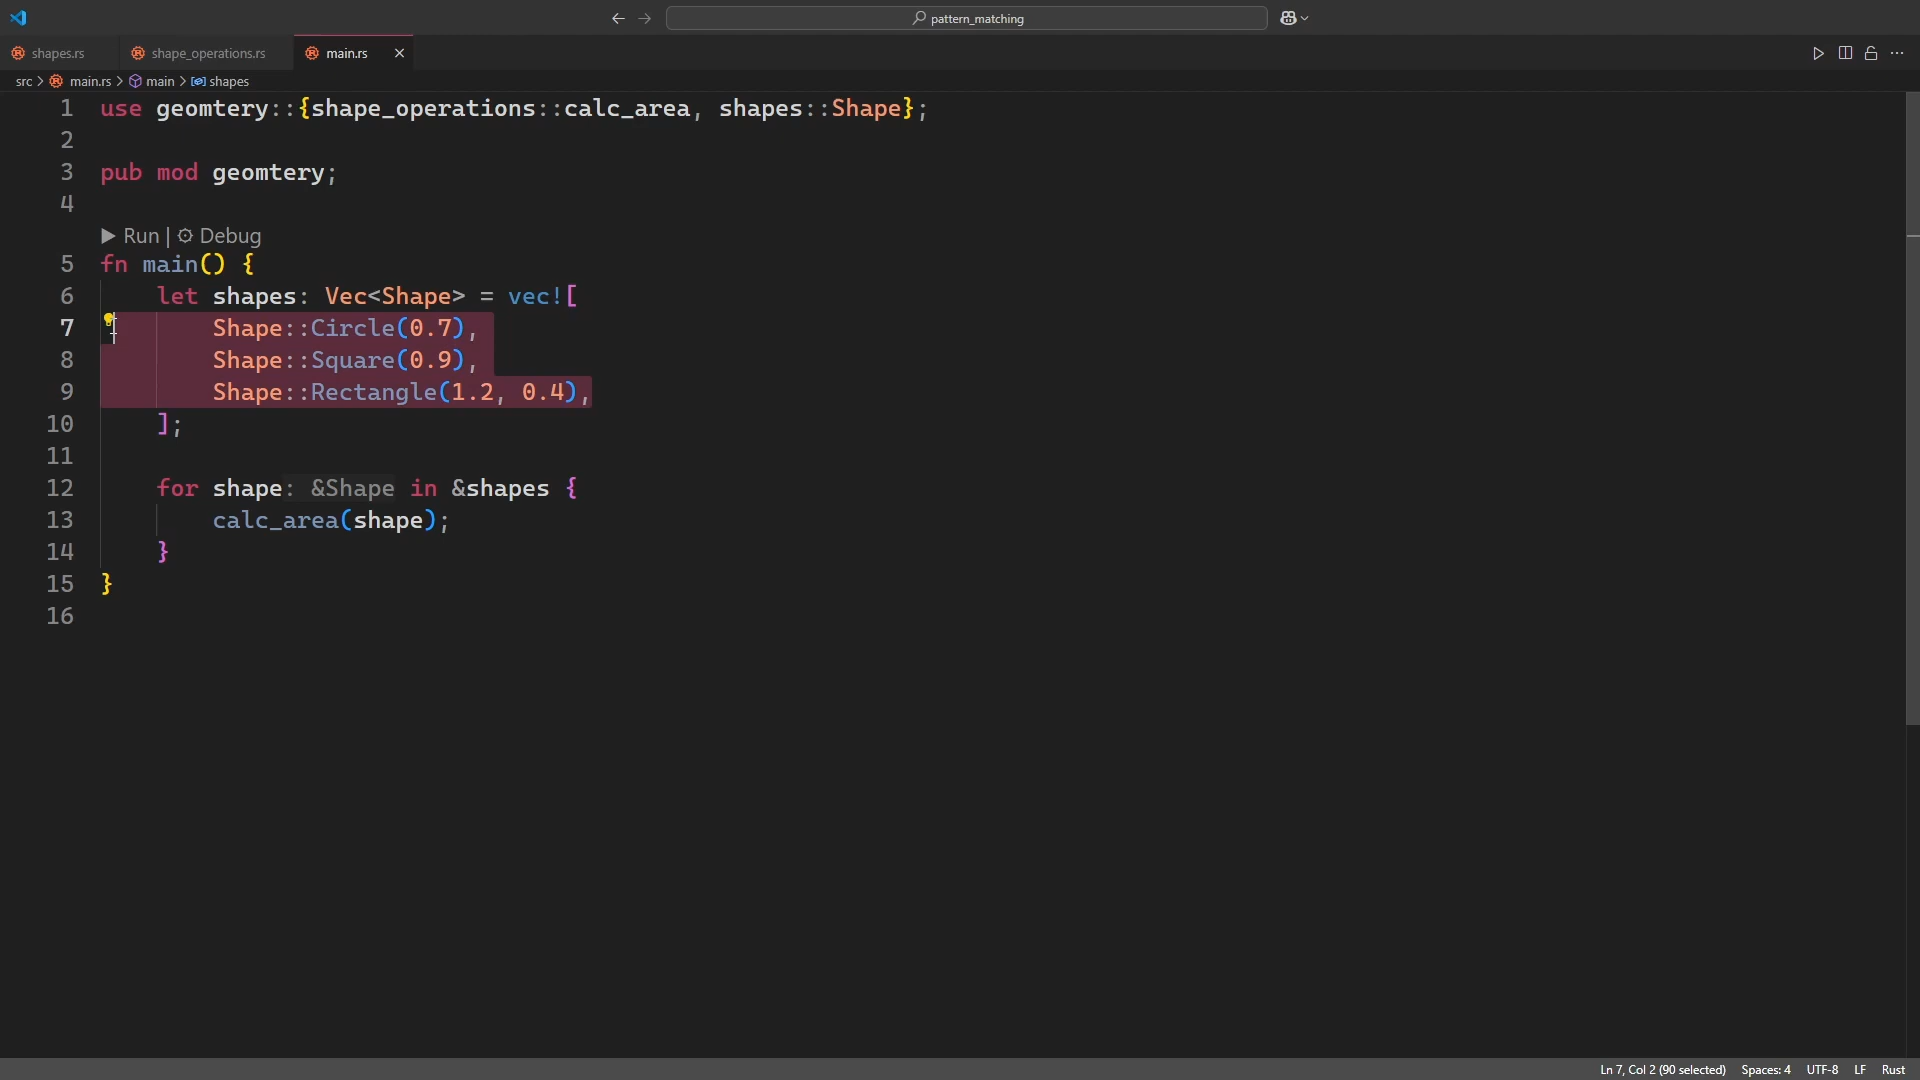 pattern_matching
shapes.rs shape_operations.rs main.rs
src > main.rs > main > shapes
1 use geomtery::{shape_operations::calc_area, shapes::Shape};
2
3 pub mod geomtery;
4
Run | Debug
5 fn main() {
6 let shapes: Vec<Shape> = vec![
7 Shape::Circle(0.7),
8 Shape::Square(0.9),
9 Shape::Rectangle(1.2, 0.4),
10 ];
11
12 for shape: &Shape in &shapes {
13 calc_area(shape);
14 }
15 }
16
Ln 7, Col 2 (90 selected) Spaces: 4 UTF-8 LF Rust